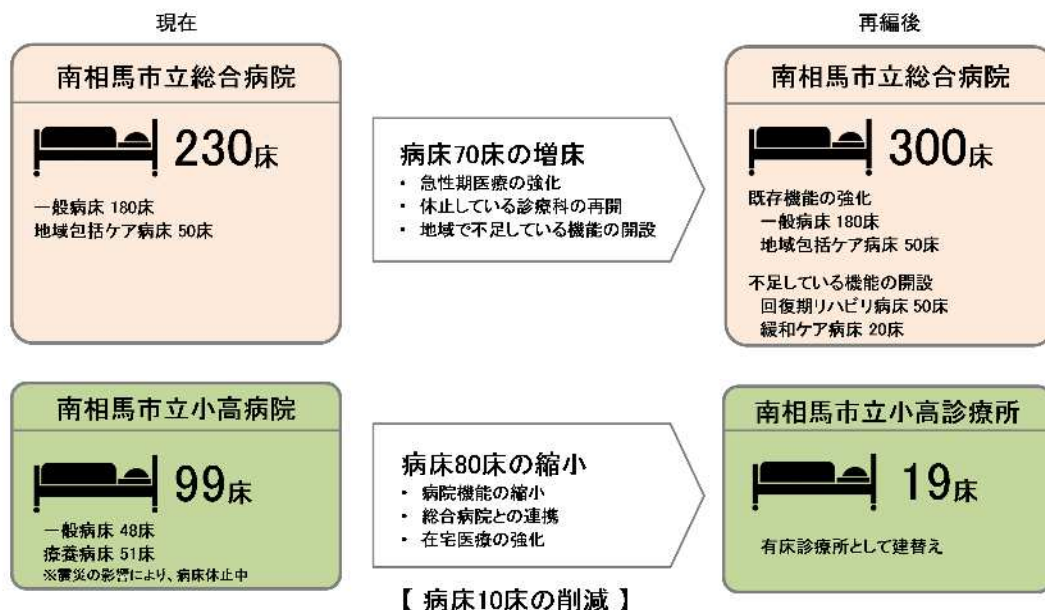 現在
再編後
南相馬市立総合病院
230床
一般病床 180床
地域包括ケア病床 50床
病床70床の増床
・ 急性期医療の強化
・ 休止している診療科の再開
・ 地域で不足している機能の開設
南相馬市立総合病院
300床
既存機能の強化
一般病床 180床
地域包括ケア病床 50床
不足している機能の開設
回復期リハビリ病床 50床
緩和ケア病床 20床
南相馬市立小高病院
99床
一般病床 48床
療養病床 51床
※震災の影響により、病床休止中
病床80床の縮小
・ 病院機能の縮小
・ 総合病院との連携
・ 在宅医療の強化
南相馬市立小高診療所
19床
有床診療所として建替え
【 病床10床の削減 】